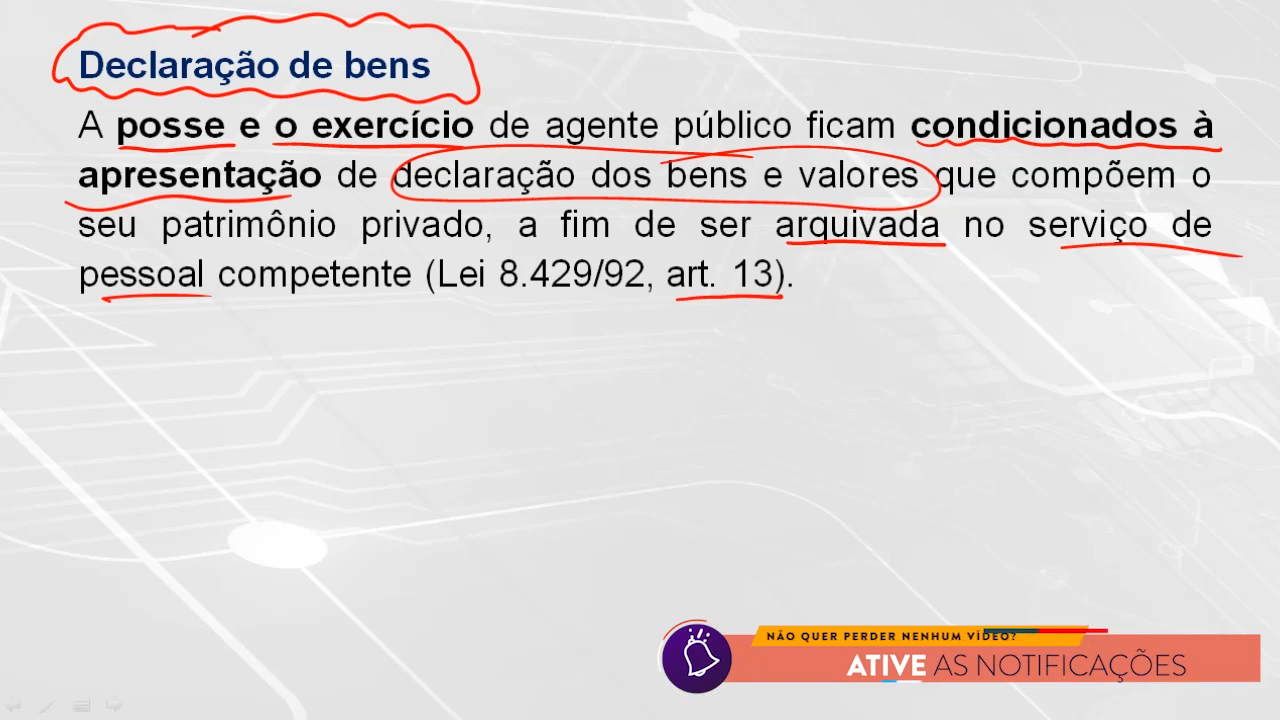 Declaração de bens
A posse e o exercício de agente público ficam condicionados à
apresentação de declaração dos bens e valores que compõem o
seu patrimônio privado, a fim de ser arquivada no serviço de
pessoal competente (Lei 8.429/92, art. 13).
NÃO QUER PERDER NENHUM VÍDEO?
ATIVE AS NOTIFICAÇÕES